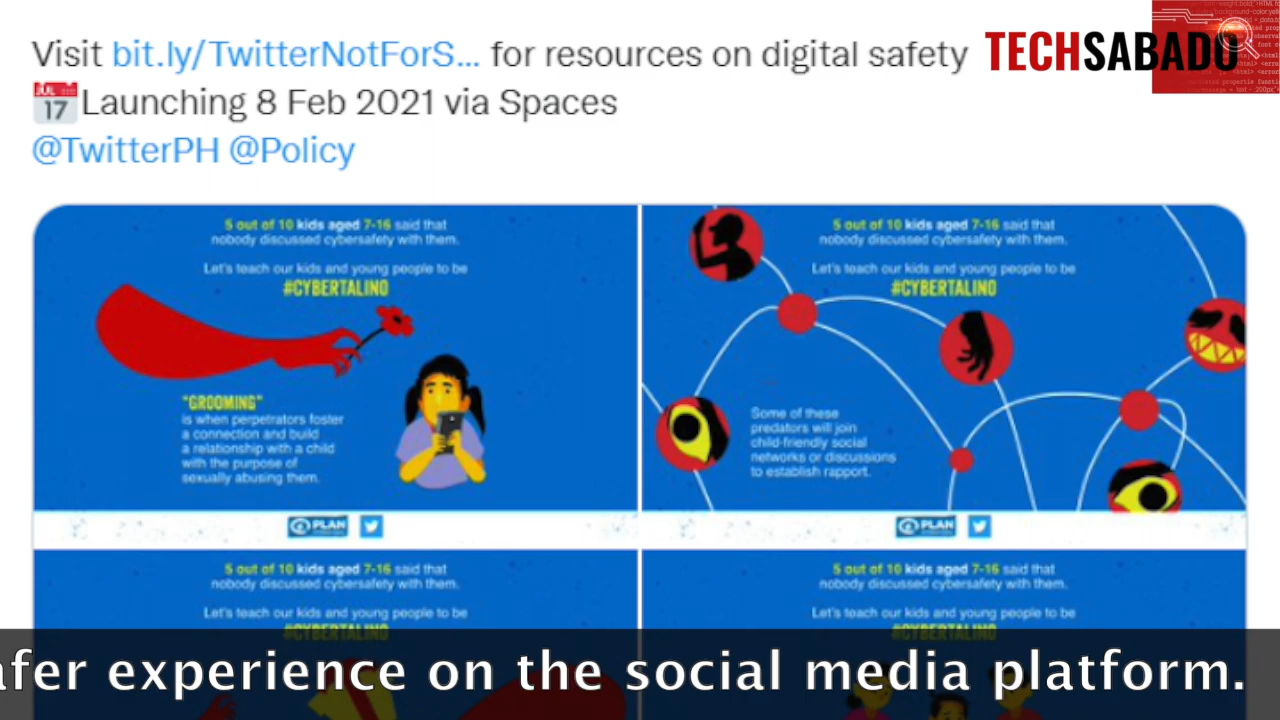 Visit bit.ly/TwitterNotForS... for resources on digital safety
TECHSABADO
JUL
17 Launching 8 Feb 2021 via Spaces
@TwitterPH @Policy
5 out of 10 kids aged 7-16 said that
nobody discussed cybersafety with them.
Let's teach our kids and young people to be
#CYBERTALINO
"GROOMING"
is when perpetrators foster
a connection and build
a relationship with a child
with the purpose of
sexually abusing them.
PLAN
5 out of 10 kids aged 7-16 said that
nobody discussed cybersafety with them.
Let's teach our kids and young people to be
#CYBERTALINO
Some of these
predators will join
child-friendly social
networks or discussions
to establish rapport.
PLAN
5 out of 10 kids aged 7-16 said that
nobody discussed cybersafety with them.
Let's teach our kids and young people to be
#CYBERTALINO
5 out of 10 kids aged 7-16 said that
nobody discussed cybersafety with them.
Let's teach our kids and young people to be
#CYBERTALINO
afer experience on the social media platform.